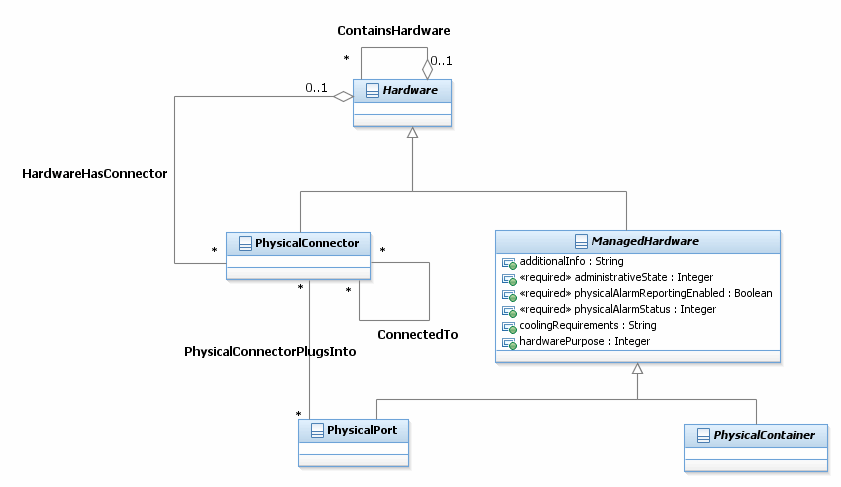 ContainsHardware
*
0..1
0..1
Hardware
HardwareHasConnector
*
PhysicalConnector
*
ManagedHardware
additionalInfo : String
«required» administrativeState : Integer
«required» physicalAlarmReportingEnabled : Boolean
«required» physicalAlarmStatus : Integer
coolingRequirements : String
hardwarePurpose : Integer
*
*
ConnectedTo
PhysicalConnectorPlugsInto
*
PhysicalPort
PhysicalContainer